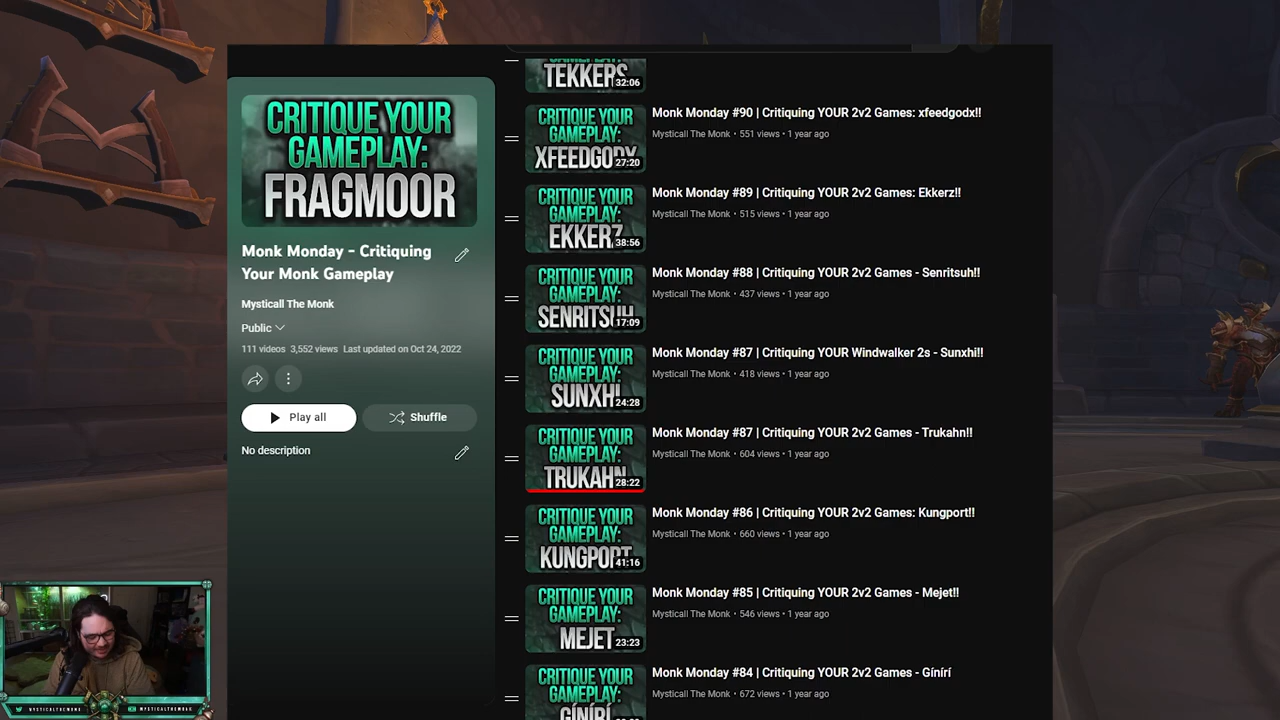 CRITIQUE YOUR
GAMEPLAY:
FRAGMOOR
Monk Monday - Critiquing
Your Monk Gameplay
Mysticall The Monk
Public
111 videos 3,552 views Last updated on Oct 24, 2022
Play all
Shuffle
No description
TEKKERS
32:06
CRITIQUE YOUR
GAMEPLAY:
XFEEDGODX
27:20
Monk Monday #90 | Critiquing YOUR 2v2 Games: xfeedgodx!!
Mysticall The Monk • 551 views • 1 year ago
CRITIQUE YOUR
GAMEPLAY:
EKKERZ
38:56
Monk Monday #89 | Critiquing YOUR 2v2 Games: Ekkerz!!
Mysticall The Monk • 515 views • 1 year ago
CRITIQUE YOUR
GAMEPLAY:
SENRITSUH
17:09
Monk Monday #88 | Critiquing YOUR 2v2 Games - Senritsuh!!
Mysticall The Monk • 437 views • 1 year ago
CRITIQUE YOUR
GAMEPLAY:
SUNXHI
24:28
Monk Monday #87 | Critiquing YOUR Windwalker 2s - Sunxhi!!
Mysticall The Monk • 418 views • 1 year ago
CRITIQUE YOUR
GAMEPLAY:
TRUKAHN
28:22
Monk Monday #87 | Critiquing YOUR 2v2 Games - Trukahn!!
Mysticall The Monk • 604 views • 1 year ago
CRITIQUE YOUR
GAMEPLAY:
KUNGPORT
41:16
Monk Monday #86 | Critiquing YOUR 2v2 Games: Kungport!!
Mysticall The Monk • 660 views • 1 year ago
CRITIQUE YOUR
GAMEPLAY:
MEJET
23:23
Monk Monday #85 | Critiquing YOUR 2v2 Games - Mejet!!
Mysticall The Monk • 546 views • 1 year ago
CRITIQUE YOUR
GAMEPLAY:
GÍNÍRÍ
Monk Monday #84 | Critiquing YOUR 2v2 Games - Gíníri
Mysticall The Monk • 672 views • 1 year ago